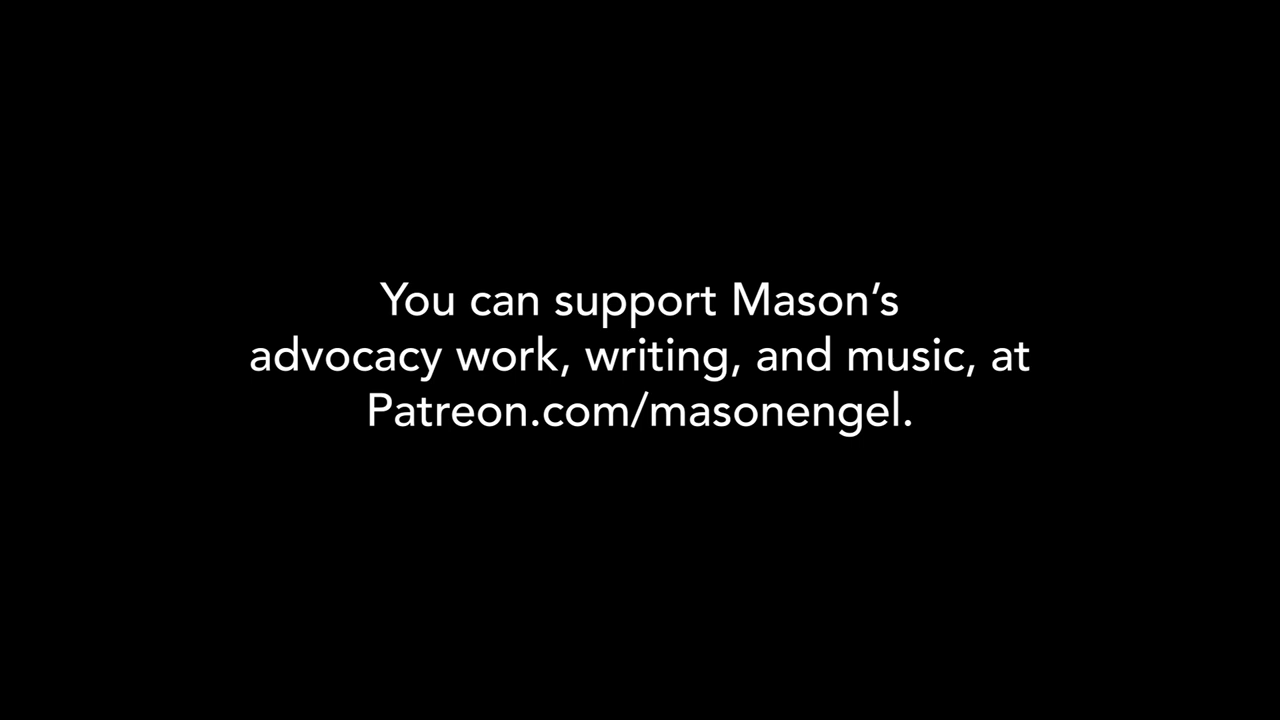 You can support Mason’s
advocacy work, writing, and music, at
Patreon.com/masonengel.